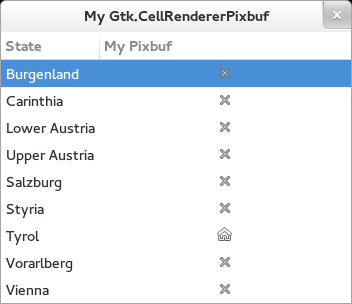 My Gtk.CellRendererPixbuf
State My Pixbuf
Burgenland
Carinthia
Lower Austria
Upper Austria
Salzburg
Styria
Tyrol
Vorarlberg
Vienna